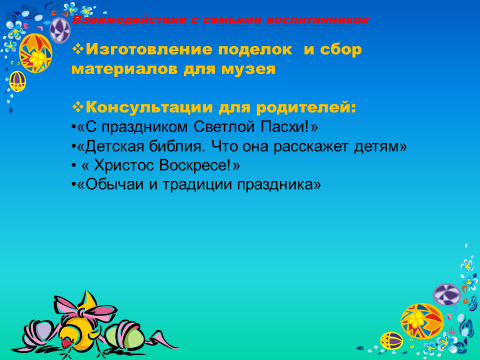 Взаимодействие с семьями воспитанников
❖Изготовление поделок и сбор
материалов для музея
❖Консультации для родителей:
•«С праздником Светлой Пасхи!»
•«Детская библия. Что она расскажет детям»
• « Христос Воскресе!»
•«Обычаи и традиции праздника»